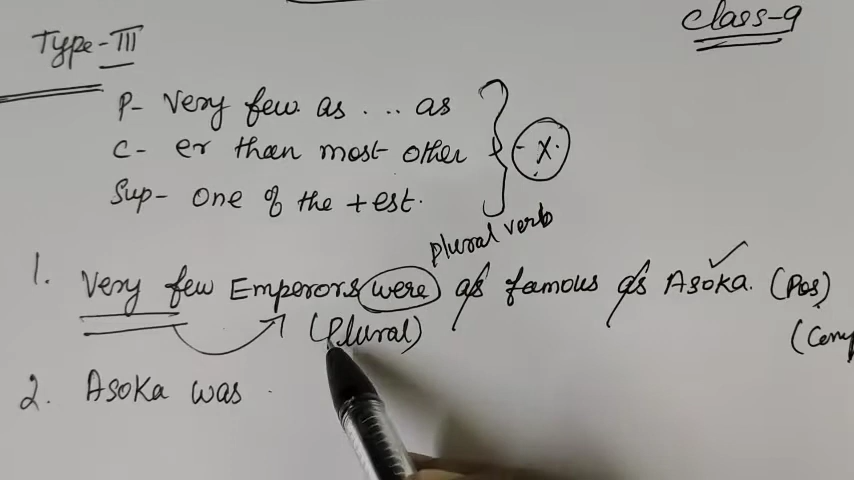 Class-9
Type-III
P- Very few as ... as
C- er than most other + - X.
Sup- One of the + est.
plural verb
1. Very few Emperors were as famous as Asoka. (Pos)
(Plural)
2. Asoka was